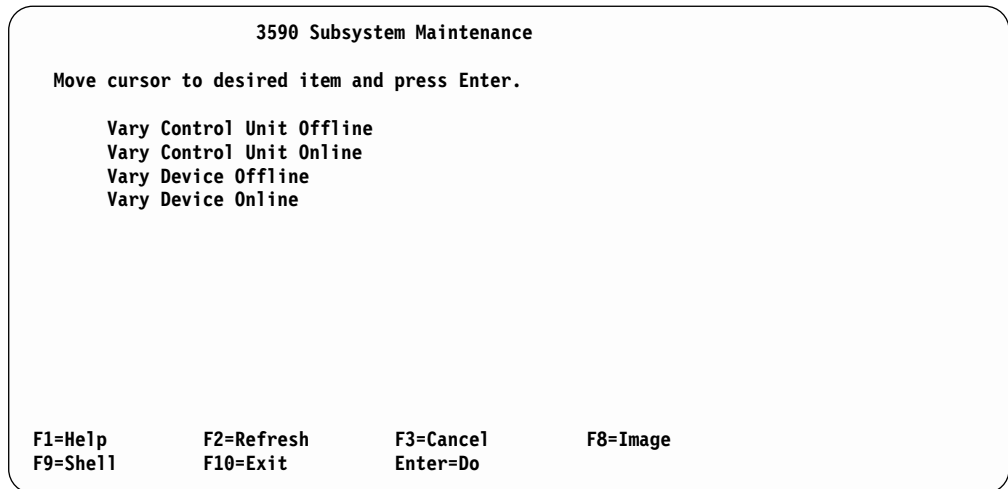 3590 Subsystem Maintenance
Move cursor to desired item and press Enter.
Vary Control Unit Offline
Vary Control Unit Online
Vary Device Offline
Vary Device Online
F1=Help F2=Refresh F3=Cancel F8=Image
F9=Shell F10=Exit Enter=Do